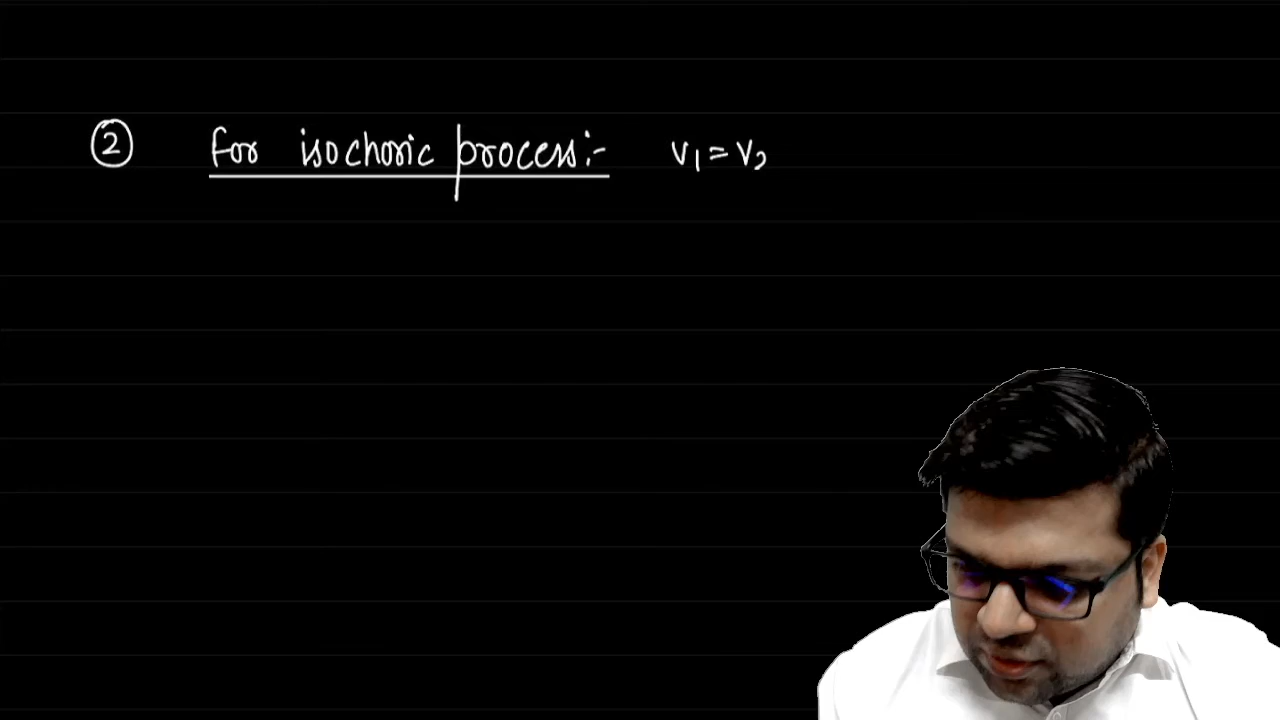 ② For isochoric process:- V₁ = V₂